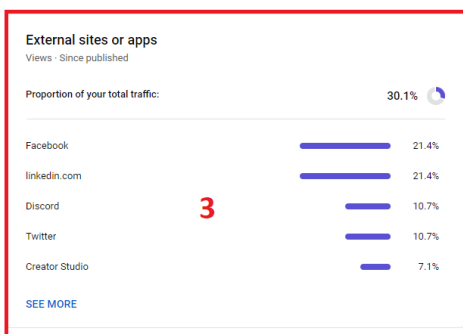 External sites or apps
Views · Since published
Proportion of your total traffic: 30.1%
Facebook 21.4%
linkedin.com 21.4%
Discord 10.7%
3
Twitter 10.7%
Creator Studio 7.1%
SEE MORE